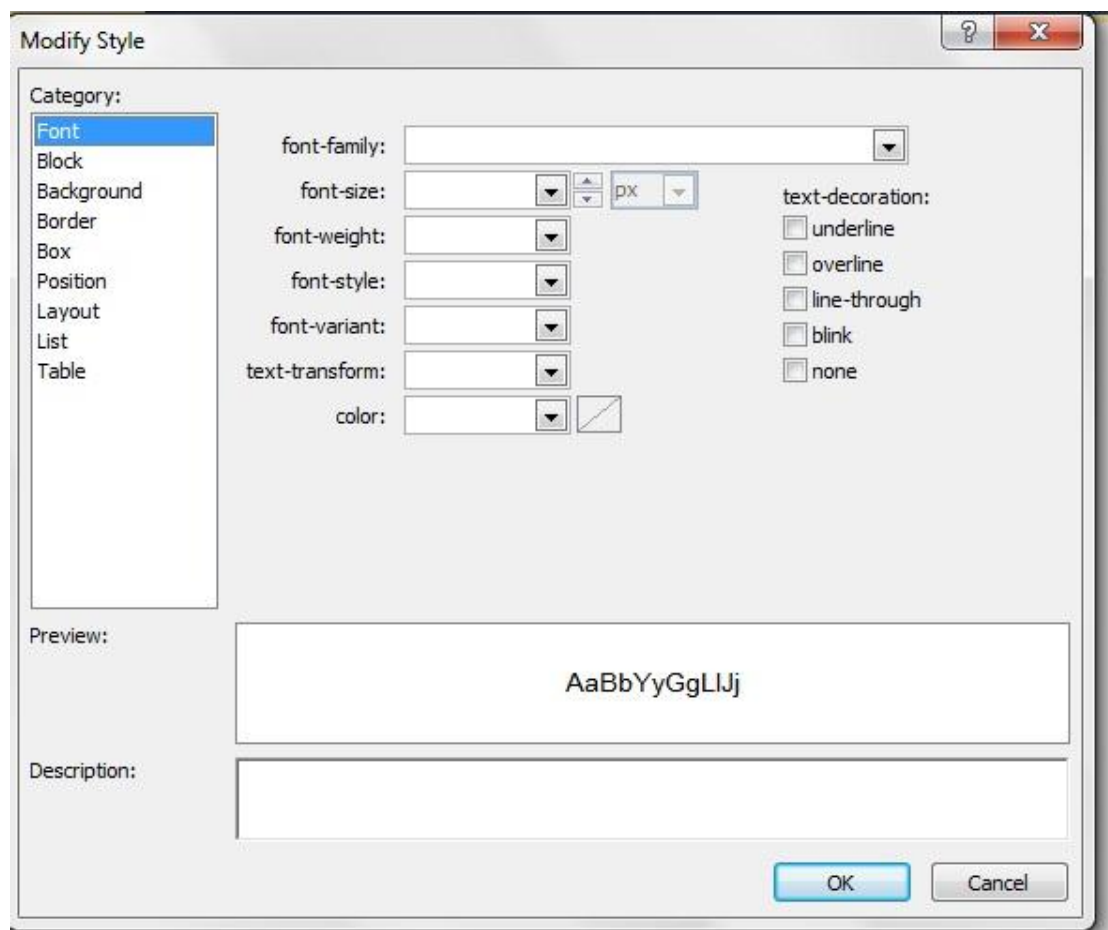 Modify Style
Category:
Font
Block
Background
Border
Box
Position
Layout
List
Table
font-family:
font-size:
px
font-weight:
font-style:
font-variant:
text-transform:
color:
text-decoration:
underline
overline
line-through
blink
none
Preview:
AaBbYyGgLlJj
Description:
OK
Cancel